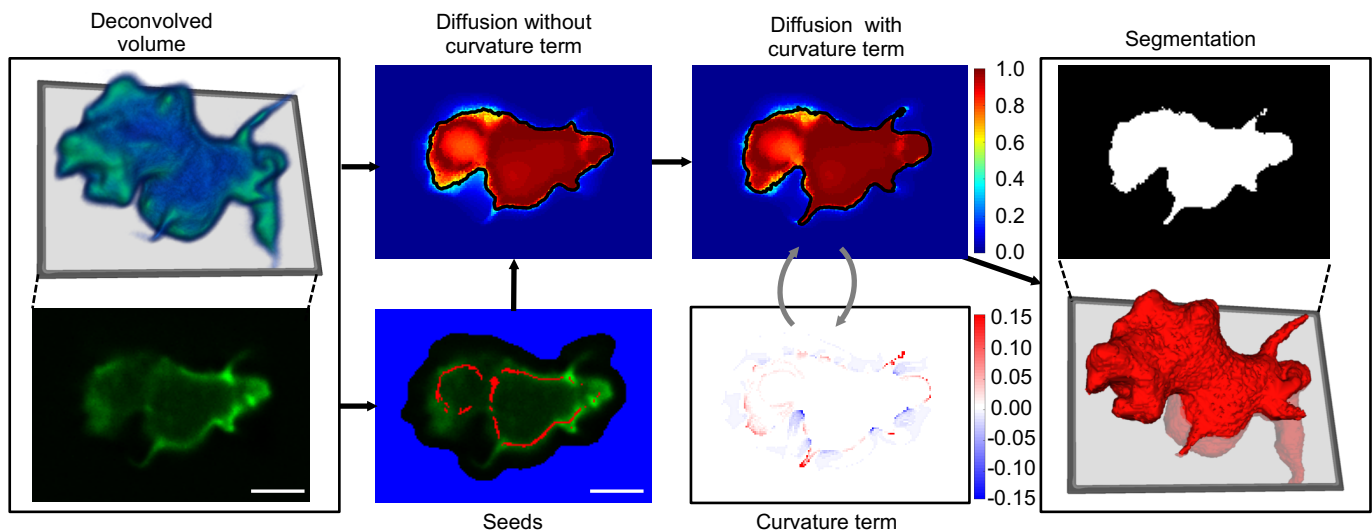 Deconvolved
volume
Diffusion without
curvature term
Diffusion  with
curvature term
Segmentation
1.0
0.8
0.6
0.4
0.2
0.0
0.15
0.10
0.05
0.00
-0.05
-0.10
-0.15
Seeds
Curvature term